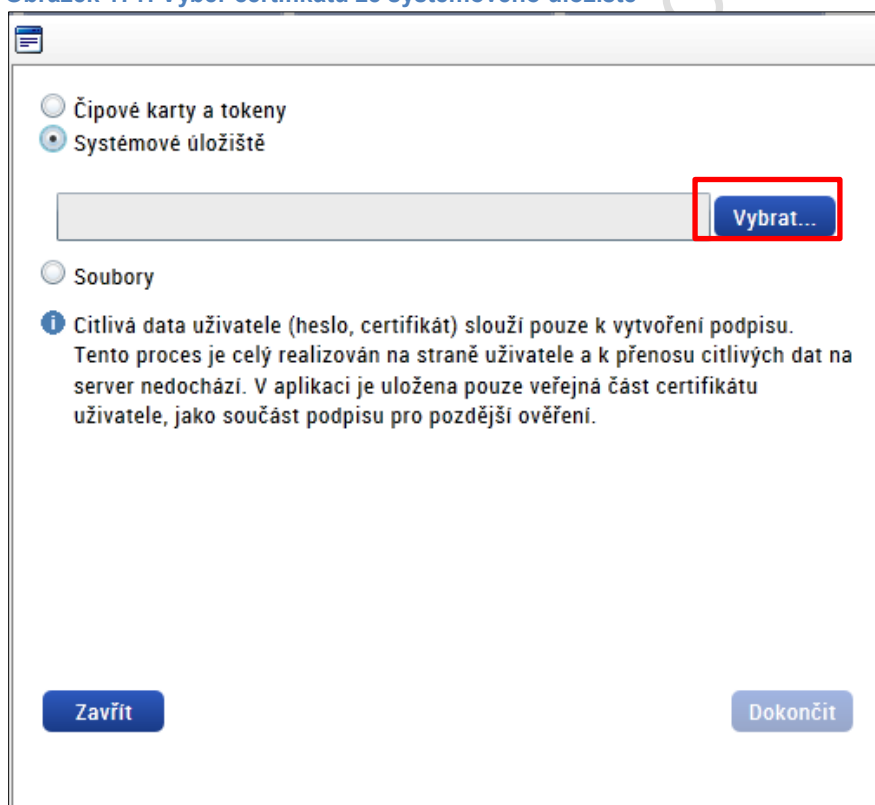 Čipové karty a tokeny
Systémové úložiště
Vybrat...
Soubory
Citlivá data uživatele (heslo, certifikát) slouží pouze k vytvoření podpisu.
Tento proces je celý realizován na straně uživatele a k přenosu citlivých dat na
server nedochází. V aplikaci je uložena pouze veřejná část certifikátu
uživatele, jako součást podpisu pro pozdější ověření.
Zavřít
Dokončit